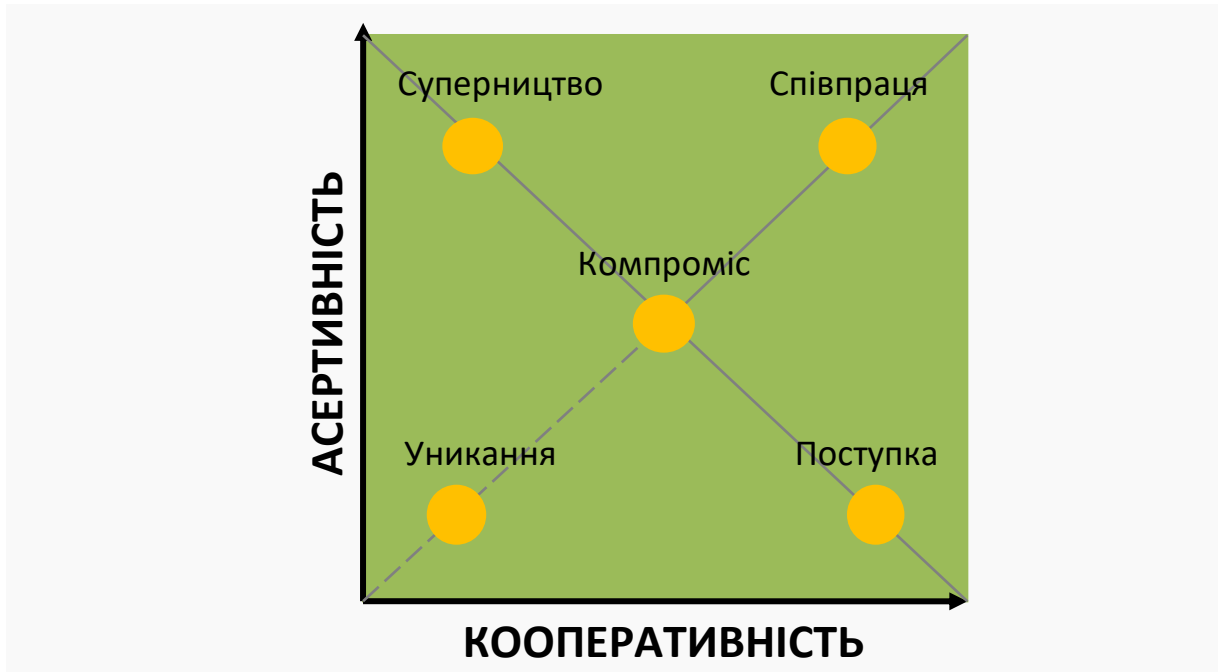 Суперництво
Співпраця
Компроміс
Уникання
Поступка
АСЕРТИВНІСТЬ
КООПЕРАТИВНІСТЬ